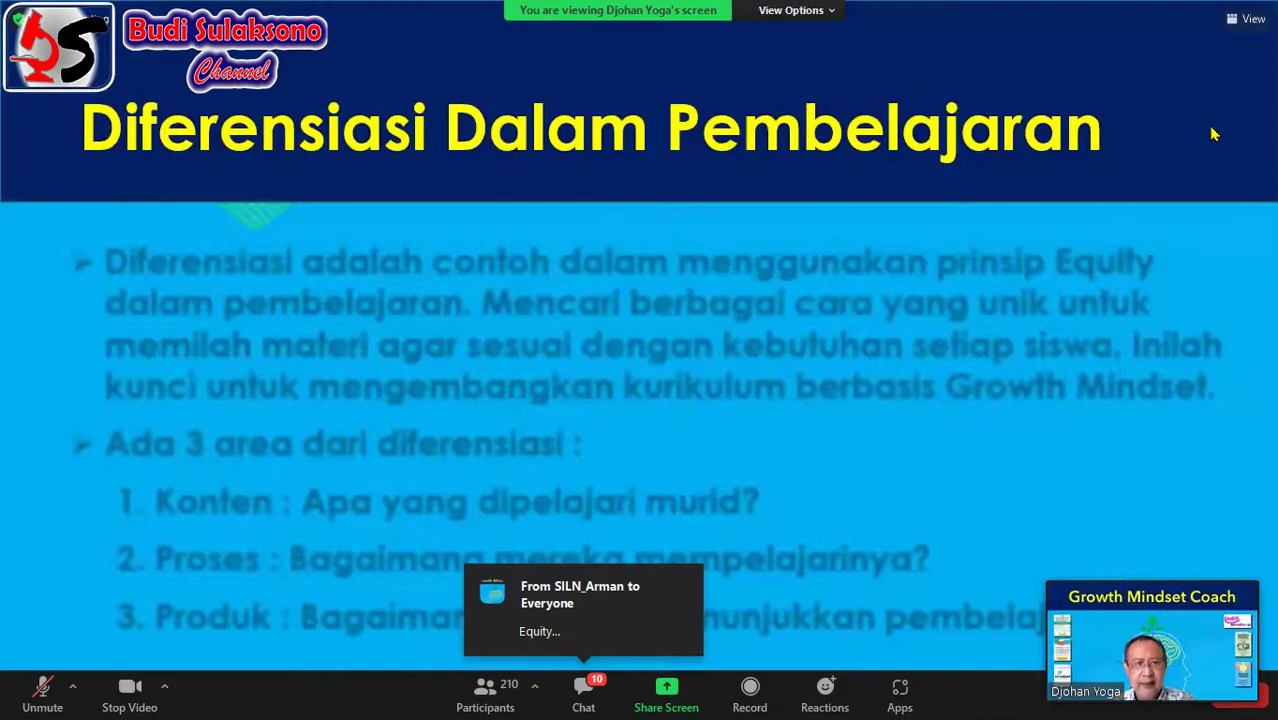 You are viewing Djohan Yoga's screen
View Options
View
Budi Sulaksono
Channel
Diferensiasi Dalam Pembelajaran
Diferensiasi adalah contoh dalam menggunakan prinsip Equity
dalam pembelajaran. Mencari berbagai cara yang unik untuk
memilah materi agar sesuai dengan kebutuhan setiap siswa. Inilah
kunci untuk mengembangkan kurikulum berbasis Growth Mindset.
Ada 3 area dari diferensiasi :
1. Konten : Apa yang dipelajari murid?
2. Proses : Bagaimana mereka mempelajarinya?
3. Produk :
From SILN_Arman to
Everyone
Equity...
Growth Mindset Coach
Djohan Yoga
Unmute
Stop Video
210
Participants
10
Chat
Share Screen
Record
Reactions
Apps